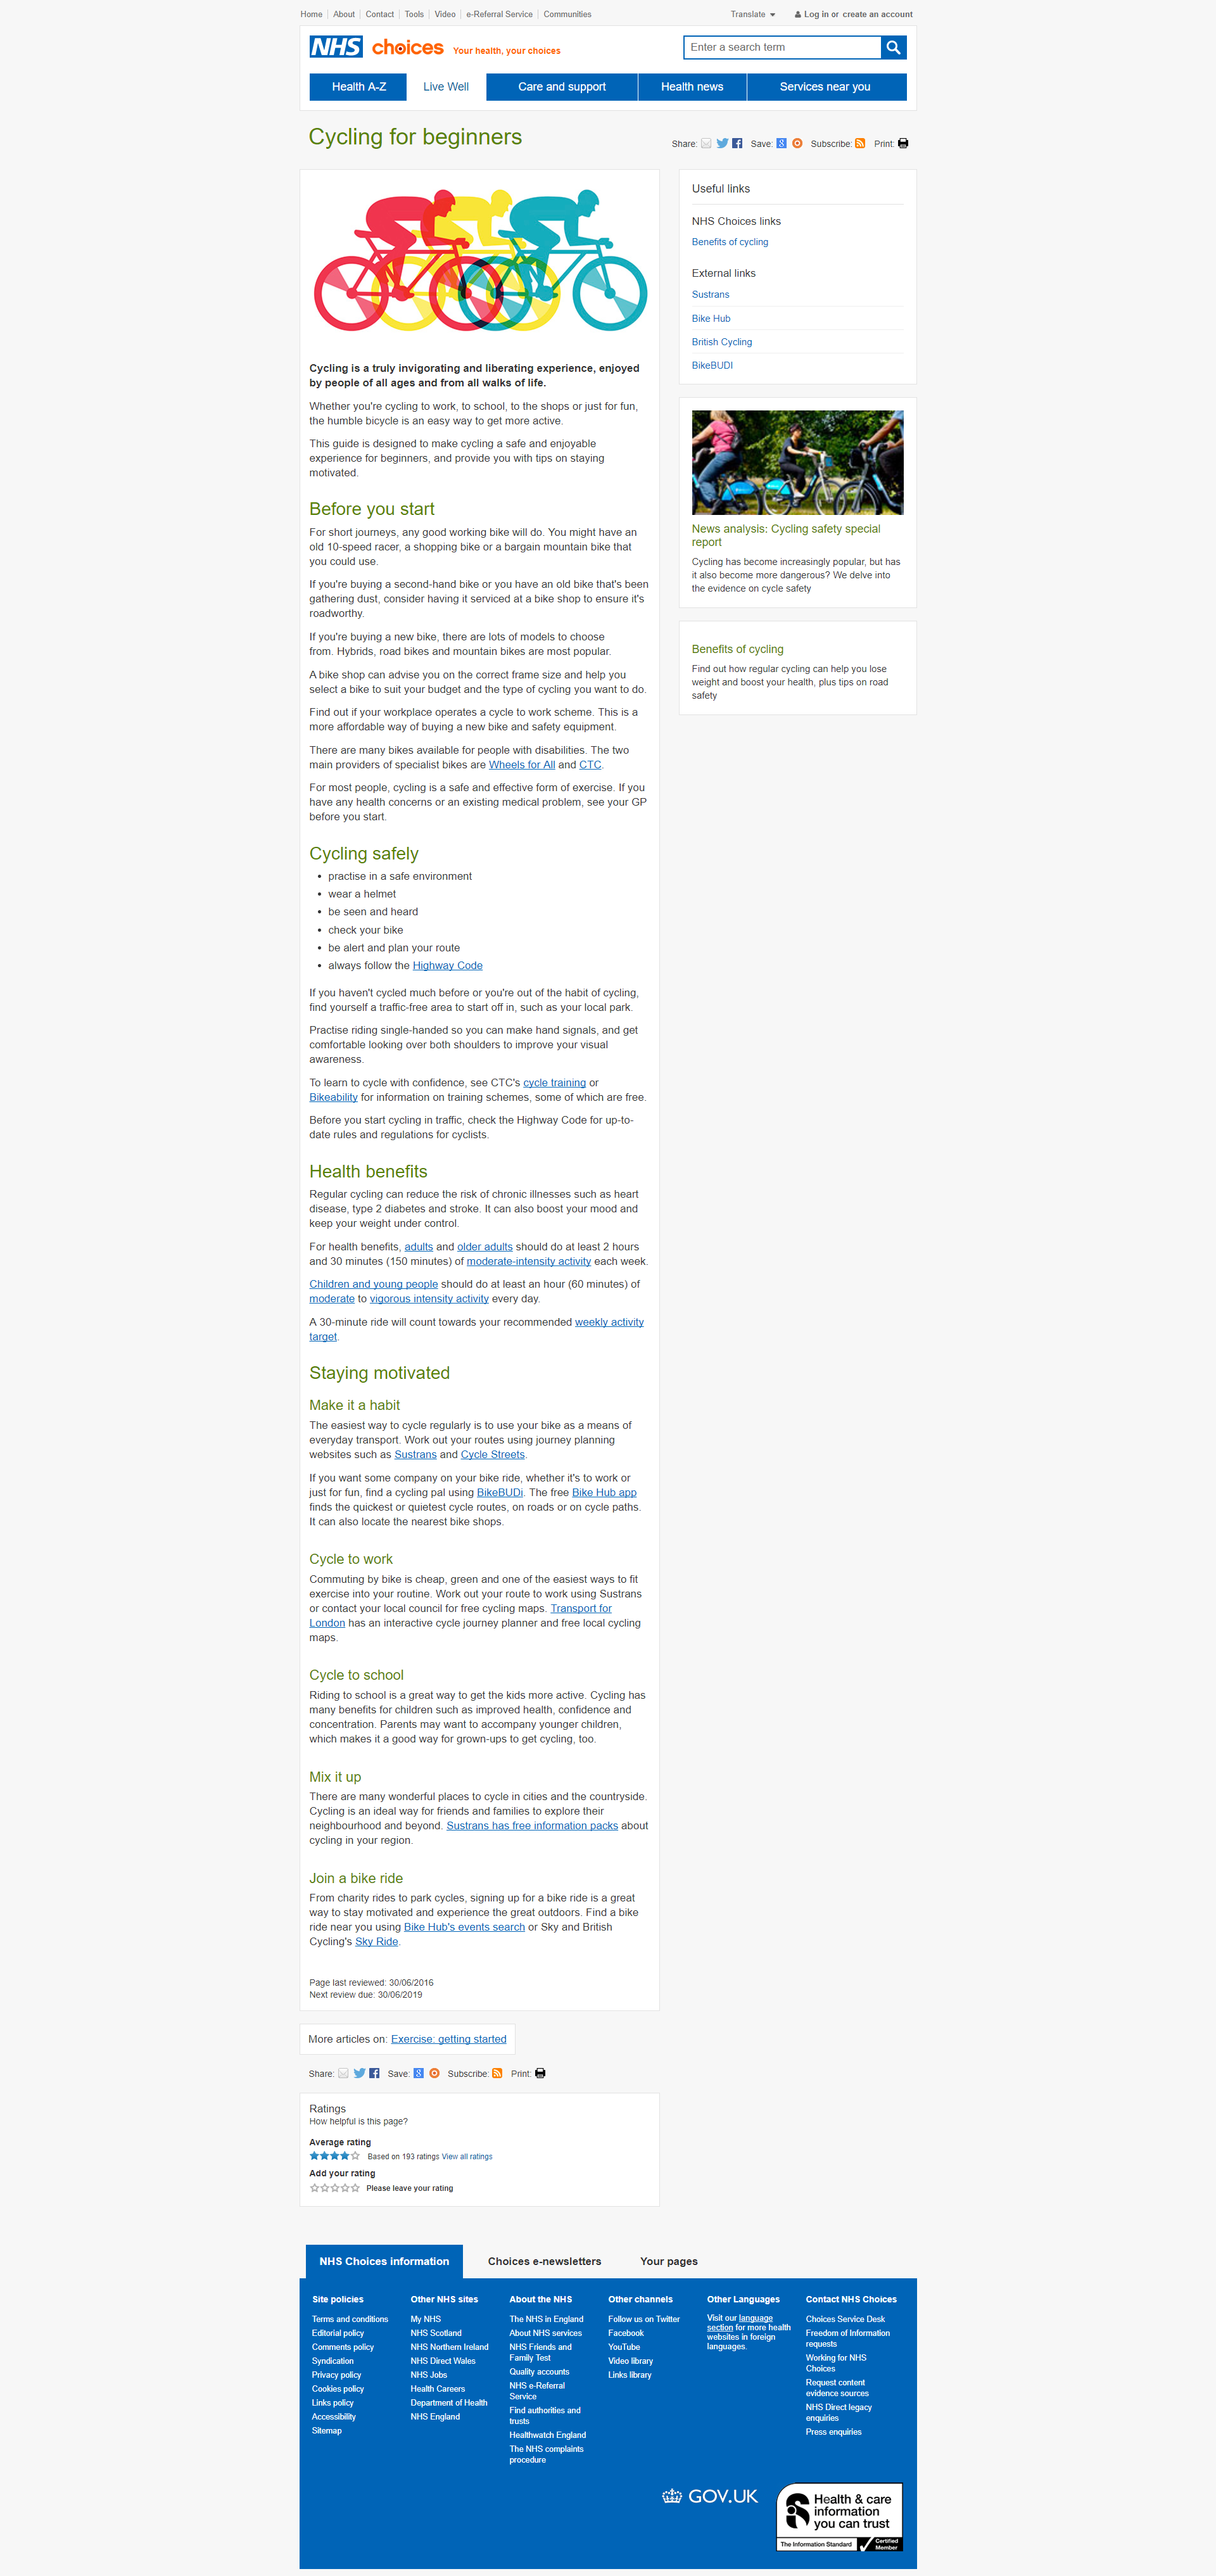 Home About Contact Tools Video e-Referral Service Communities
Translate Log in or create an account
NHS choices Your health, your choices
Enter a search term
Health A-Z Live Well Care and support Health news Services near you
Cycling for beginners
Share: Save: Subscribe: Print:
Cycling is a truly invigorating and liberating experience, enjoyed
by people of all ages and from all walks of life.
Whether you're cycling to work, to school, to the shops or just for fun,
the humble bicycle is an easy way to get more active.
This guide is designed to make cycling a safe and enjoyable
experience for beginners, and provide you with tips on staying
motivated.
Before you start
For short journeys, any good working bike will do. You might have an
old 10-speed racer, a shopping bike or a bargain mountain bike that
you could use.
If you're buying a second-hand bike or you have an old bike that's been
gathering dust, consider having it serviced at a bike shop to ensure it's
roadworthy.
If you're buying a new bike, there are lots of models to choose
from. Hybrids, road bikes and mountain bikes are most popular.
A bike shop can advise you on the correct frame size and help you
select a bike to suit your budget and the type of cycling you want to do.
Find out if your workplace operates a cycle to work scheme. This is a
more affordable way of buying a new bike and safety equipment.
There are many bikes available for people with disabilities. The two
main providers of specialist bikes are Wheels for All and CTC.
For most people, cycling is a safe and effective form of exercise. If you
have any health concerns or an existing medical problem, see your GP
before you start.
Cycling safely
• practise in a safe environment
• wear a helmet
• be seen and heard
• check your bike
• be alert and plan your route
• always follow the Highway Code
If you haven't cycled much before or you're out of the habit of cycling,
find yourself a traffic-free area to start off in, such as your local park.
Practise riding single-handed so you can make hand signals, and get
comfortable looking over both shoulders to improve your visual
awareness.
To learn to cycle with confidence, see CTC's cycle training or
Bikeability for information on training schemes, some of which are free.
Before you start cycling in traffic, check the Highway Code for up-to-
date rules and regulations for cyclists.
Health benefits
Regular cycling can reduce the risk of chronic illnesses such as heart
disease, type 2 diabetes and stroke. It can also boost your mood and
keep your weight under control.
For health benefits, adults and older adults should do at least 2 hours
and 30 minutes (150 minutes) of moderate-intensity activity each week.
Children and young people should do at least an hour (60 minutes) of
moderate to vigorous intensity activity every day.
A 30-minute ride will count towards your recommended weekly activity
target.
Staying motivated
Make it a habit
The easiest way to cycle regularly is to use your bike as a means of
everyday transport. Work out your routes using journey planning
websites such as Sustrans and Cycle Streets.
If you want some company on your bike ride, whether it's to work or
just for fun, find a cycling pal using BikeBUDi. The free Bike Hub app
finds the quickest or quietest cycle routes, on roads or on cycle paths.
It can also locate the nearest bike shops.
Cycle to work
Commuting by bike is cheap, green and one of the easiest ways to fit
exercise into your routine. Work out your route to work using Sustrans
or contact your local council for free cycling maps. Transport for
London has an interactive cycle journey planner and free local cycling
maps.
Cycle to school
Riding to school is a great way to get the kids more active. Cycling has
many benefits for children such as improved health, confidence and
concentration. Parents may want to accompany younger children,
which makes it a good way for grown-ups to get cycling, too.
Mix it up
There are many wonderful places to cycle in cities and the countryside.
Cycling is an ideal way for friends and families to explore their
neighbourhood and beyond. Sustrans has free information packs about
cycling in your region.
Join a bike ride
From charity rides to park cycles, signing up for a bike ride is a great
way to stay motivated and experience the great outdoors. Find a bike
ride near you using Bike Hub's events search or Sky and British
Cycling's Sky Ride.
Page last reviewed: 30/06/2016
Next review due: 30/06/2019
Useful links
NHS Choices links
Benefits of cycling
External links
Sustrans
Bike Hub
British Cycling
BikeBUDI
News analysis: Cycling safety special
report
Cycling has become increasingly popular, but has
it also become more dangerous? We delve into
the evidence on cycle safety
Benefits of cycling
Find out how regular cycling can help you lose
weight and boost your health, plus tips on road
safety
More articles on: Exercise: getting started
Share: Save: Subscribe: Print:
Ratings
How helpful is this page?
Average rating
Based on 193 ratings View all ratings
Add your rating
Please leave your rating
NHS Choices information Choices e-newsletters Your pages
Site policies
Terms and conditions
Editorial policy
Comments policy
Syndication
Privacy policy
Cookies policy
Links policy
Accessibility
Sitemap
Other NHS sites
My NHS
NHS Scotland
NHS Northern Ireland
NHS Direct Wales
NHS Jobs
Health Careers
Department of Health
NHS England
About the NHS
The NHS in England
About NHS services
NHS Friends and
Family Test
Quality accounts
NHS e-Referral
Service
Find authorities and
trusts
Healthwatch England
The NHS complaints
procedure
Other channels
Follow us on Twitter
Facebook
YouTube
Video library
Links library
Other Languages
Visit our language
section for more health
websites in foreign
languages.
Contact NHS Choices
Choices Service Desk
Freedom of Information
requests
Working for NHS
Choices
Request content
evidence sources
NHS Direct legacy
enquiries
Press enquiries
GOV.UK
Health & care
information
you can trust
The Information Standard
Certified
Member